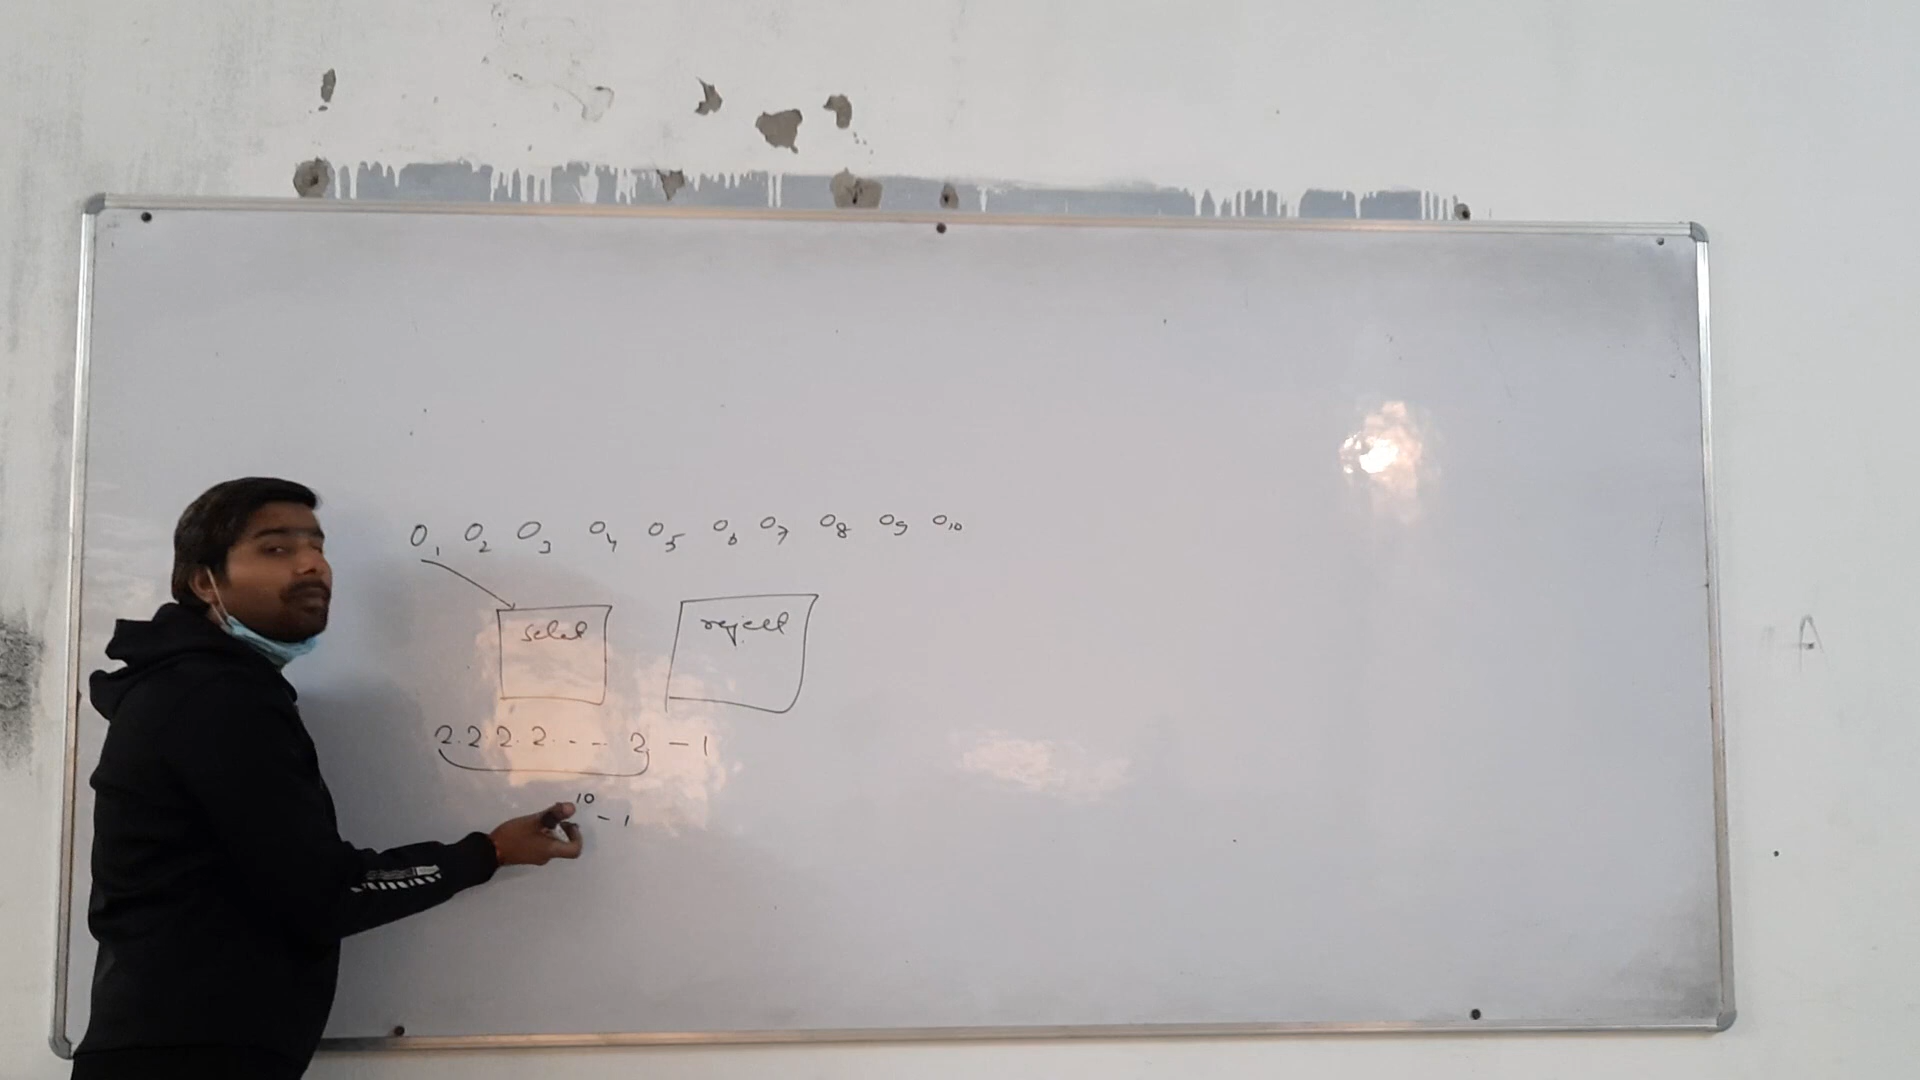 O1 O2 O3 O4 O5 O6 O7 O8 O9 O10
select reject
2.2.2.2. - - 2 - 1
10 - 1
A